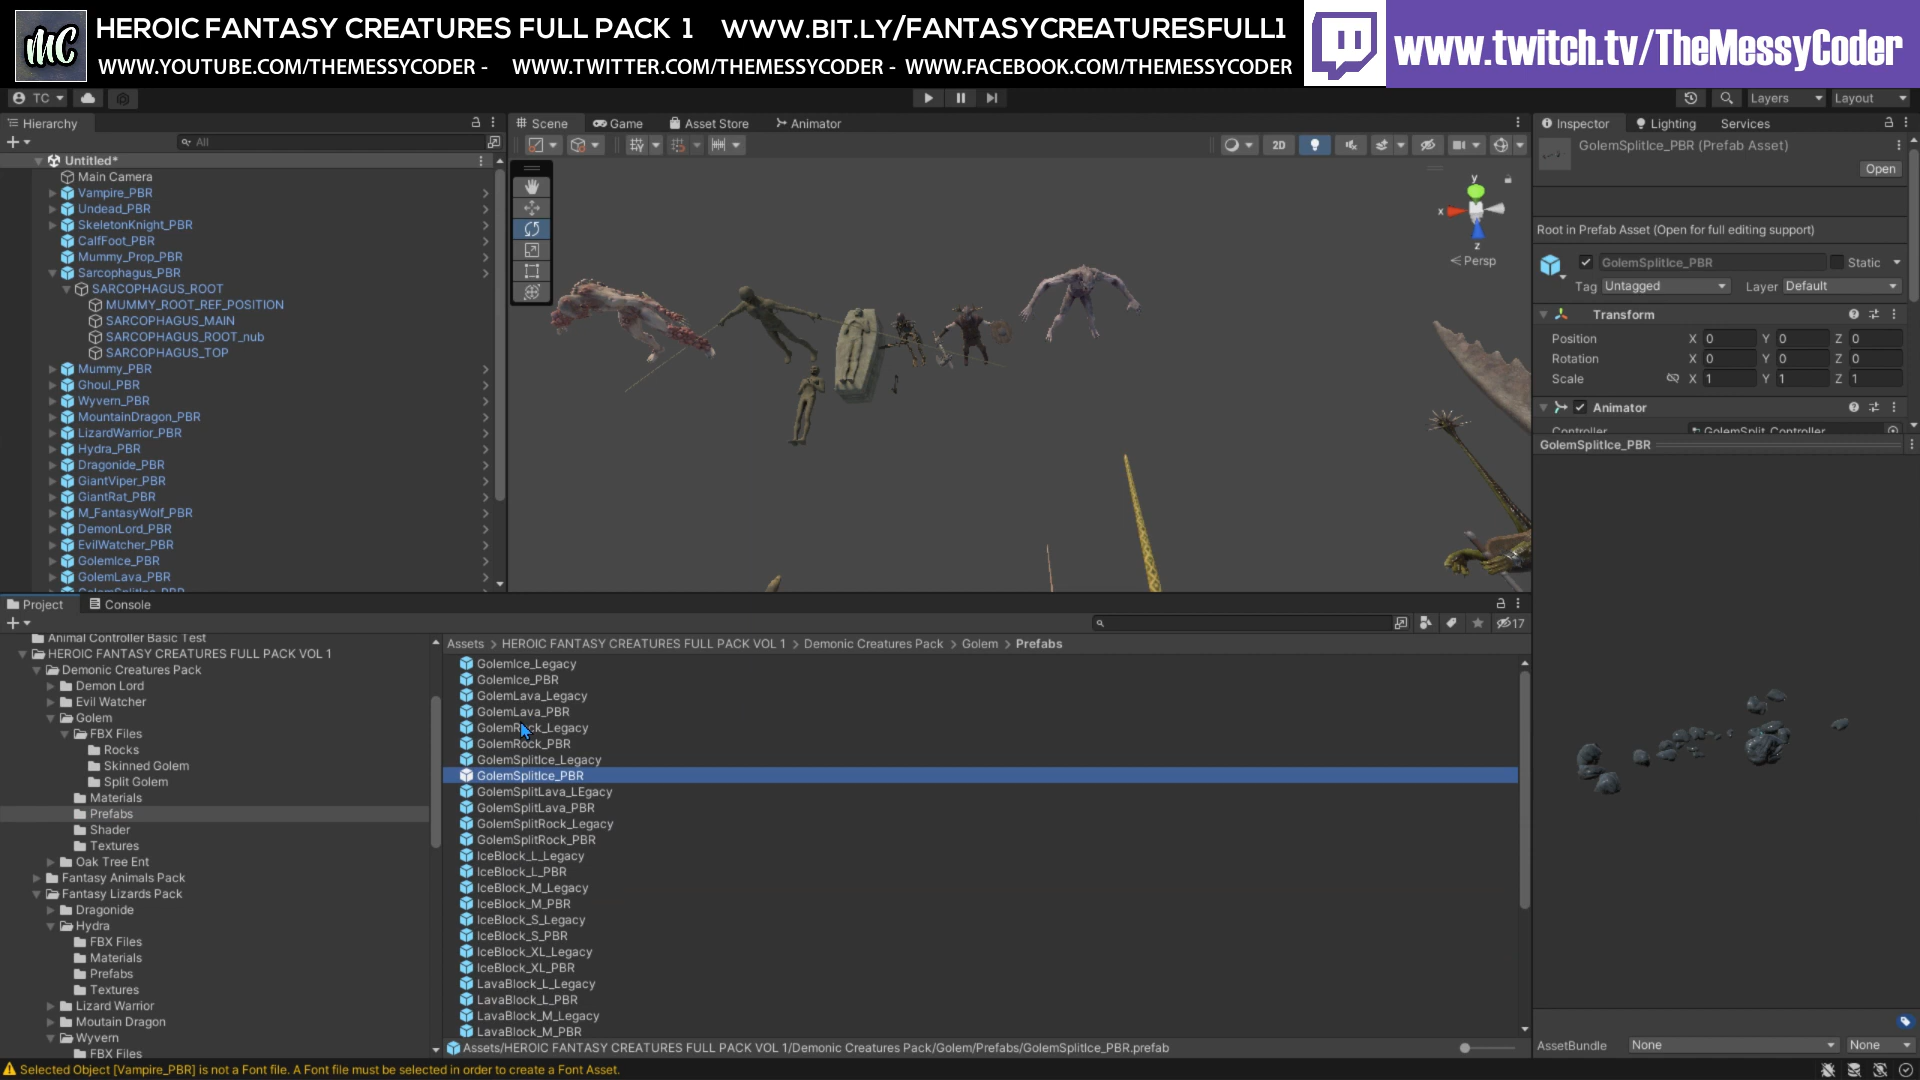 MC
HEROIC FANTASY CREATURES FULL PACK 1 WWW.BIT.LY/FANTASYCREATURESFULL1
WWW.YOUTUBE.COM/THEMESSYCODER - WWW.TWITTER.COM/THEMESSYCODER - WWW.FACEBOOK.COM/THEMESSYCODER
www.twitch.tv/TheMessyCoder
TC
Layers
Layout
Hierarchy
All
Untitled*
Main Camera
Vampire_PBR
Undead_PBR
SkeletonKnight_PBR
CalfFoot_PBR
Mummy_Prop_PBR
Sarcophagus_PBR
SARCOPHAGUS_ROOT
MUMMY_ROOT_REF_POSITION
SARCOPHAGUS_MAIN
SARCOPHAGUS_ROOT_nub
SARCOPHAGUS_TOP
Mummy_PBR
Ghoul_PBR
Wyvern_PBR
MountainDragon_PBR
LizardWarrior_PBR
Hydra_PBR
Dragonide_PBR
GiantViper_PBR
GiantRat_PBR
M_FantasyWolf_PBR
DemonLord_PBR
EvilWatcher_PBR
GolemIce_PBR
GolemLava_PBR
Scene
Game
Asset Store
Animator
2D
y
x
z
Persp
Inspector
Lighting
Services
GolemSplitIce_PBR (Prefab Asset)
Open
Root in Prefab Asset (Open for full editing support)
GolemSplitIce_PBR
Static
Tag Untagged
Layer Default
Transform
Position X 0 Y 0 Z 0
Rotation X 0 Y 0 Z 0
Scale X 1 Y 1 Z 1
Animator
Controller GolemSplit_Controller
GolemSplitIce_PBR
AssetBundle None None
Project
Console
17
Animal Controller Basic Test
HEROIC FANTASY CREATURES FULL PACK VOL 1
Demonic Creatures Pack
Demon Lord
Evil Watcher
Golem
FBX Files
Rocks
Skinned Golem
Split Golem
Materials
Prefabs
Shader
Textures
Oak Tree Ent
Fantasy Animals Pack
Fantasy Lizards Pack
Dragonide
Hydra
FBX Files
Materials
Prefabs
Textures
Lizard Warrior
Moutain Dragon
Wyvern
FBX Files
Assets > HEROIC FANTASY CREATURES FULL PACK VOL 1 > Demonic Creatures Pack > Golem > Prefabs
GolemIce_Legacy
GolemIce_PBR
GolemLava_Legacy
GolemLava_PBR
GolemRock_Legacy
GolemRock_PBR
GolemSplitIce_Legacy
GolemSplitIce_PBR
GolemSplitLava_LEgacy
GolemSplitLava_PBR
GolemSplitRock_Legacy
GolemSplitRock_PBR
IceBlock_L_Legacy
IceBlock_L_PBR
IceBlock_M_Legacy
IceBlock_M_PBR
IceBlock_S_Legacy
IceBlock_S_PBR
IceBlock_XL_Legacy
IceBlock_XL_PBR
LavaBlock_L_Legacy
LavaBlock_L_PBR
LavaBlock_M_Legacy
LavaBlock_M_PBR
Assets/HEROIC FANTASY CREATURES FULL PACK VOL 1/Demonic Creatures Pack/Golem/Prefabs/GolemSplitIce_PBR.prefab
Selected Object [Vampire_PBR] is not a Font file. A Font file must be selected in order to create a Font Asset.